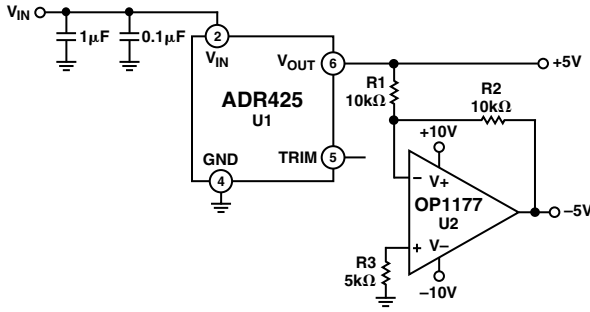 VIN
1µF
0.1µF
2
VIN
VOUT
6
+5V
ADR425
U1
GND
4
TRIM
5
R1
10kΩ
R2
10kΩ
+10V
−
V+
OP1177
U2
−5V
+
V−
−10V
R3
5kΩ